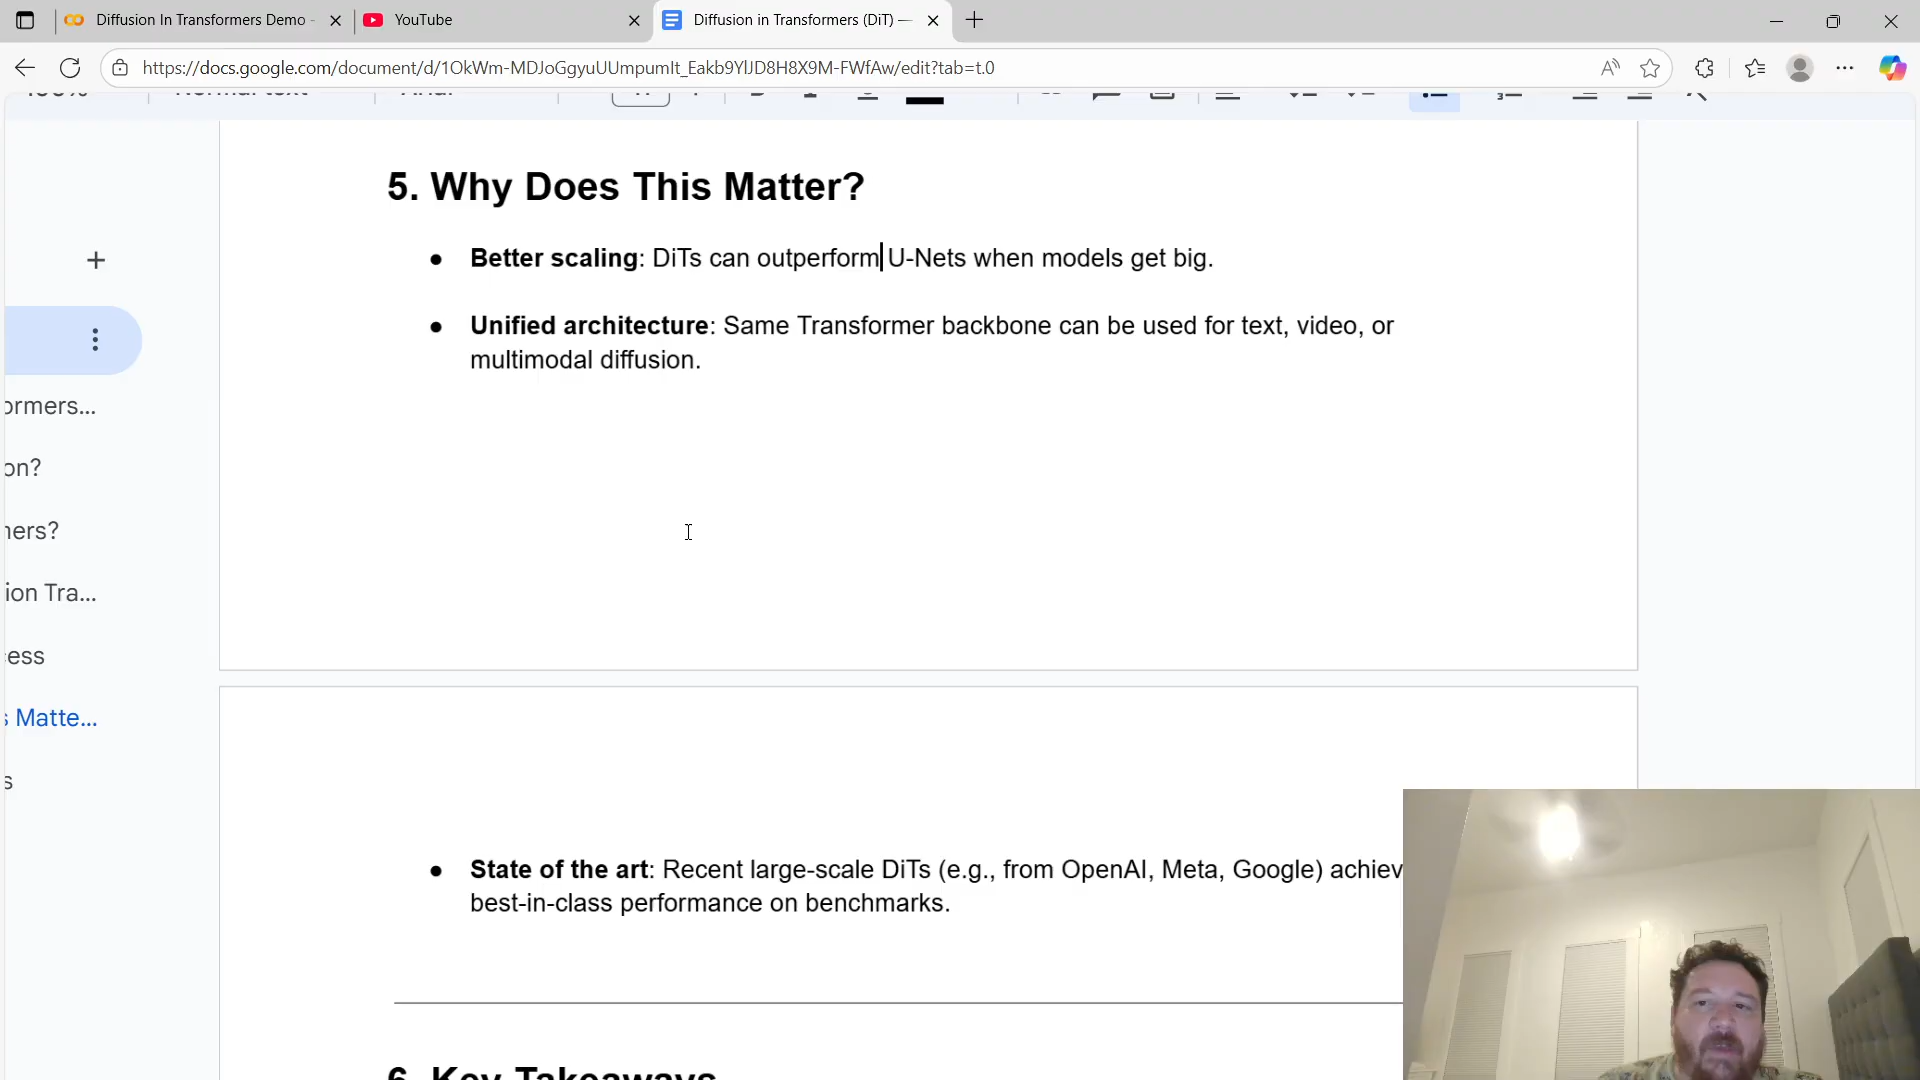 Diffusion In Transformers Demo -
YouTube
Diffusion in Transformers (DiT) —
https://docs.google.com/document/d/1OkWm-MDJoGgyuUUmpumIt_Eakb9YlJD8H8X9M-FWfAw/edit?tab=t.0
5. Why Does This Matter?
● Better scaling: DiTs can outperform U-Nets when models get big.
● Unified architecture: Same Transformer backbone can be used for text, video, or
multimodal diffusion.
ormers...
on?
ners?
ion Tra...
cess
s Matte...
s
● State of the art: Recent large-scale DiTs (e.g., from OpenAI, Meta, Google) achiev
best-in-class performance on benchmarks.
6. Key Takeaways